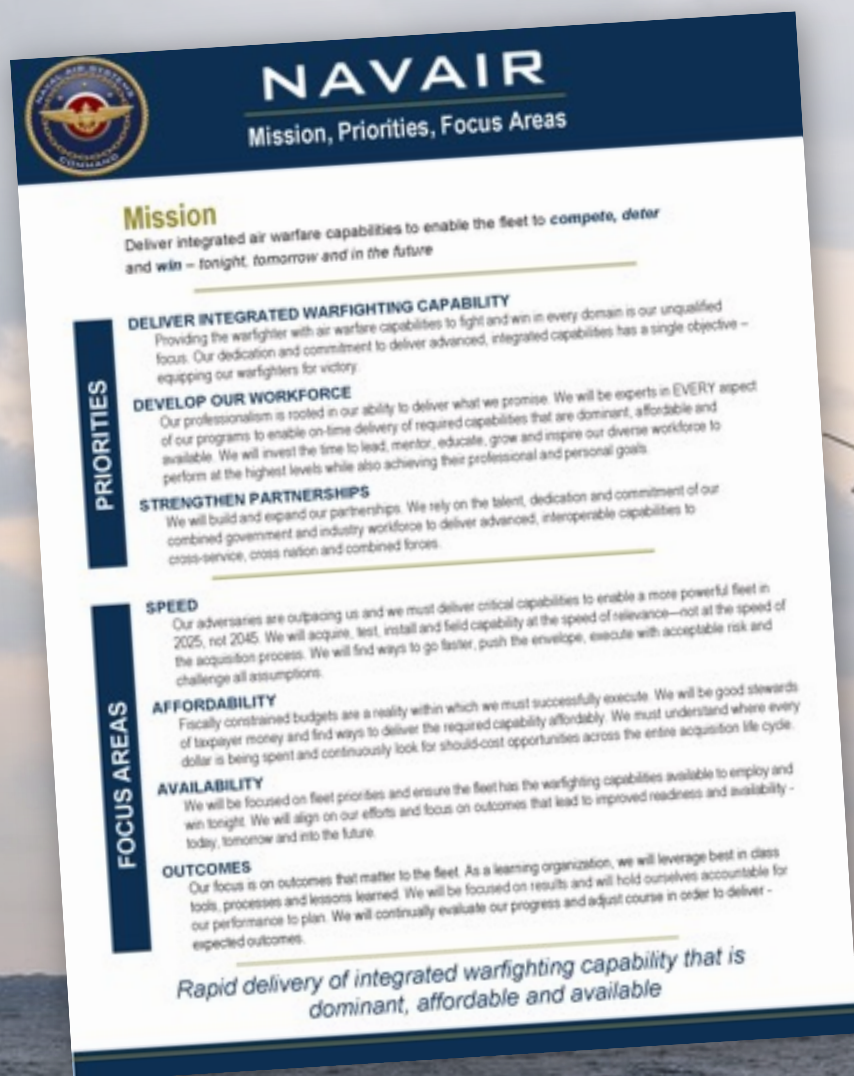 NAVAL AIR SYSTEMS
COMMAND
NAVAIR
Mission, Priorities, Focus Areas
Mission
Deliver integrated air warfare capabilities to enable the fleet to compete, deter
and win – tonight, tomorrow and in the future
PRIORITIES
DELIVER INTEGRATED WARFIGHTING CAPABILITY
Providing the warfighter with air warfare capabilities to fight and win in every domain is our unqualified
focus. Our dedication and commitment to deliver advanced, integrated capabilities has a single objective –
equipping our warfighters for victory.
DEVELOP OUR WORKFORCE
Our professionalism is rooted in our ability to deliver what we promise. We will be experts in EVERY aspect
of our programs to enable on-time delivery of required capabilities that are dominant, affordable and
available. We will invest the time to lead, mentor, educate, grow and inspire our diverse workforce to
perform at the highest levels while also achieving their professional and personal goals.
STRENGTHEN PARTNERSHIPS
We will build and expand our partnerships. We rely on the talent, dedication and commitment of our
combined government and industry workforce to deliver advanced, interoperable capabilities to
cross-service, cross nation and combined forces.
FOCUS AREAS
SPEED
Our adversaries are outpacing us and we must deliver critical capabilities to enable a more powerful fleet in
2025, not 2045. We will acquire, test, install and field capability at the speed of relevance—not at the speed of
the acquisition process. We will find ways to go faster, push the envelope, execute with acceptable risk and
challenge all assumptions.
AFFORDABILITY
Fiscally constrained budgets are a reality within which we must successfully execute. We will be good stewards
of taxpayer money and find ways to deliver the required capability affordably. We must understand where every
dollar is being spent and continuously look for should-cost opportunities across the entire acquisition life cycle.
AVAILABILITY
We will be focused on fleet priorities and ensure the fleet has the warfighting capabilities available to employ and
win tonight. We will align on our efforts and focus on outcomes that lead to improved readiness and availability -
today, tomorrow and into the future.
OUTCOMES
Our focus is on outcomes that matter to the fleet. As a learning organization, we will leverage best in class
tools, processes and lessons learned. We will be focused on results and will hold ourselves accountable for
our performance to plan. We will continually evaluate our progress and adjust course in order to deliver -
expected outcomes.
Rapid delivery of integrated warfighting capability that is
dominant, affordable and available